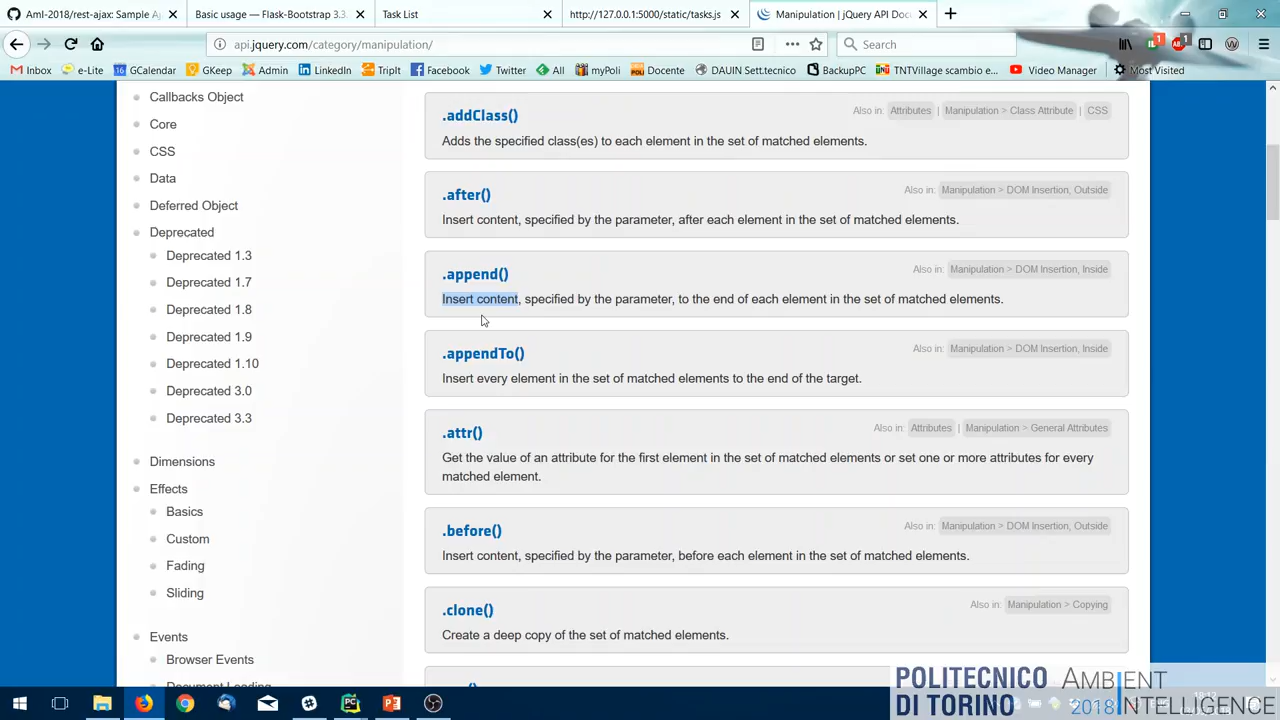 AmI-2018/rest-ajax: Sample Ap
Basic usage — Flask-Bootstrap 3.3.
Task List
http://127.0.0.1:5000/static/tasks.js
Manipulation | jQuery API Docu
api.jquery.com/category/manipulation/
Search
Inbox
e-Lite
GCalendar
GKeep
Admin
LinkedIn
TripIt
Facebook
Twitter
All
myPoli
Docente
DAUIN Sett.tecnico
BackupPC
TNTVillage scambio e...
Video Manager
Most Visited
Callbacks Object
Core
CSS
Data
Deferred Object
Deprecated
Deprecated 1.3
Deprecated 1.7
Deprecated 1.8
Deprecated 1.9
Deprecated 1.10
Deprecated 3.0
Deprecated 3.3
Dimensions
Effects
Basics
Custom
Fading
Sliding
Events
Browser Events
Document Loading
.addClass()
Also in: Attributes | Manipulation > Class Attribute | CSS
Adds the specified class(es) to each element in the set of matched elements.
.after()
Also in: Manipulation > DOM Insertion, Outside
Insert content, specified by the parameter, after each element in the set of matched elements.
.append()
Also in: Manipulation > DOM Insertion, Inside
Insert content, specified by the parameter, to the end of each element in the set of matched elements.
.appendTo()
Also in: Manipulation > DOM Insertion, Inside
Insert every element in the set of matched elements to the end of the target.
.attr()
Also in: Attributes | Manipulation > General Attributes
Get the value of an attribute for the first element in the set of matched elements or set one or more attributes for every
matched element.
.before()
Also in: Manipulation > DOM Insertion, Outside
Insert content, specified by the parameter, before each element in the set of matched elements.
.clone()
Also in: Manipulation > Copying
Create a deep copy of the set of matched elements.
POLITECNICO
DI TORINO
AMBIENT
2018 INTELLIGENCE
18:12